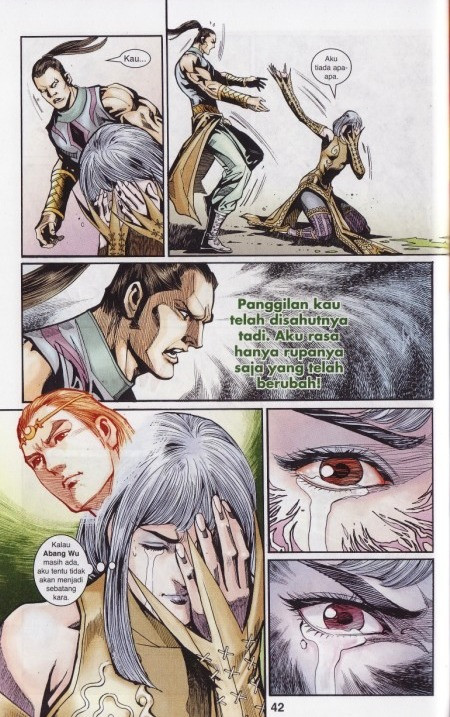 Kau...
Aku
tiada apa-
apa.
Panggilan kau
telah disahutnya
tadi. Aku rasa
hanya rupanya
saja yang telah
berubah!
Kalau
Abang Wu
masih ada,
aku tentu tidak
akan menjadi
sebatang
kara.
42